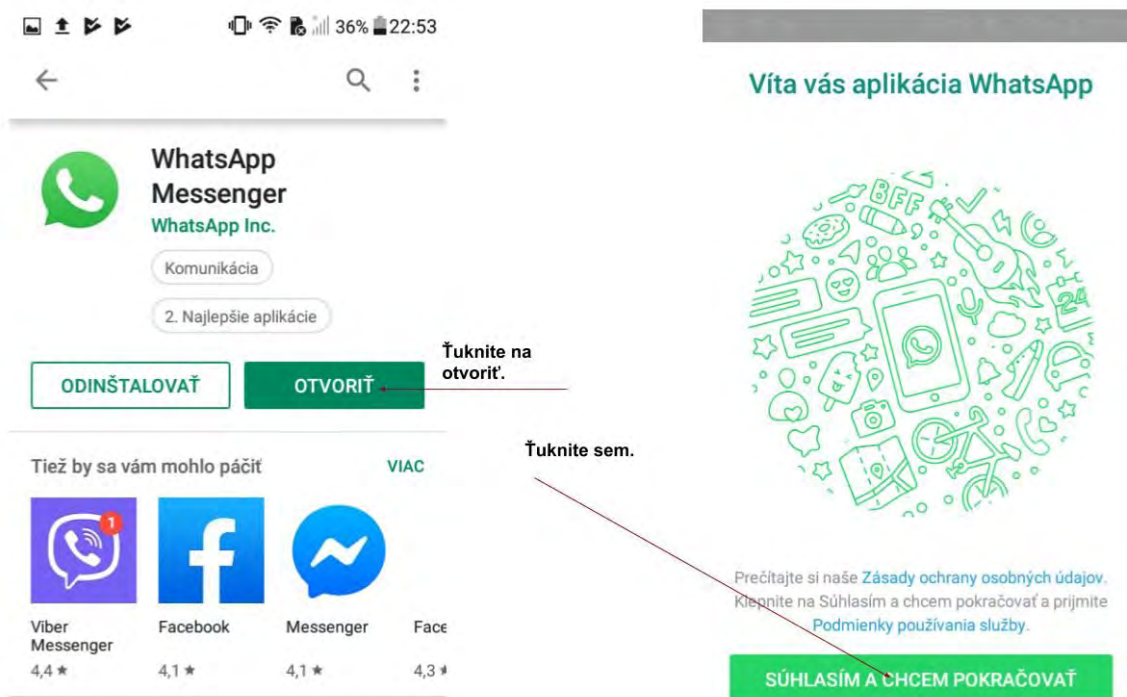 36% 22:53
WhatsApp
Messenger
WhatsApp Inc.
Komunikácia
2. Najlepšie aplikácie
ODINŠTALOVAŤ
OTVORIŤ
Ťuknite na
otvoriť.
Tiež by sa vám mohlo páčiť
VIAC
1
Viber
Messenger
4,4 ★
Facebook
4,1 ★
Messenger
4,1 ★
Face
4,3 ★
Ťuknite sem.
Víta vás aplikácia WhatsApp
BFF
24
Prečítajte si naše Zásady ochrany osobných údajov.
Klepnite na Súhlasím a chcem pokračovať a prijmite
Podmienky používania služby.
SÚHLASÍM A CHCEM POKRAČOVAŤ